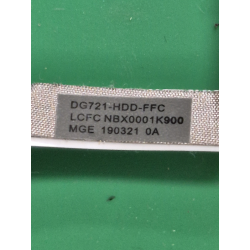 DG721-HDD-FFC
LCFC NBX0001K900
MGE 190321 0A